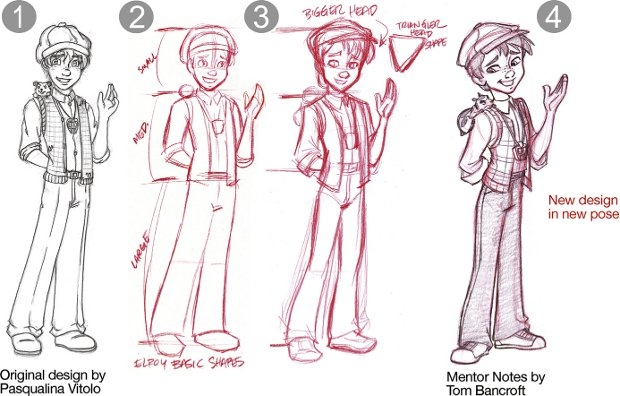 1
2
3
4
BIGGER HEAD
TRIANGLER
HEAD
SHAPE
SMALL
MED.
LARGE
New design
in new pose
ELROY BASIC SHAPES
Original design by
Pasqualina Vitolo
Mentor Notes by
Tom Bancroft